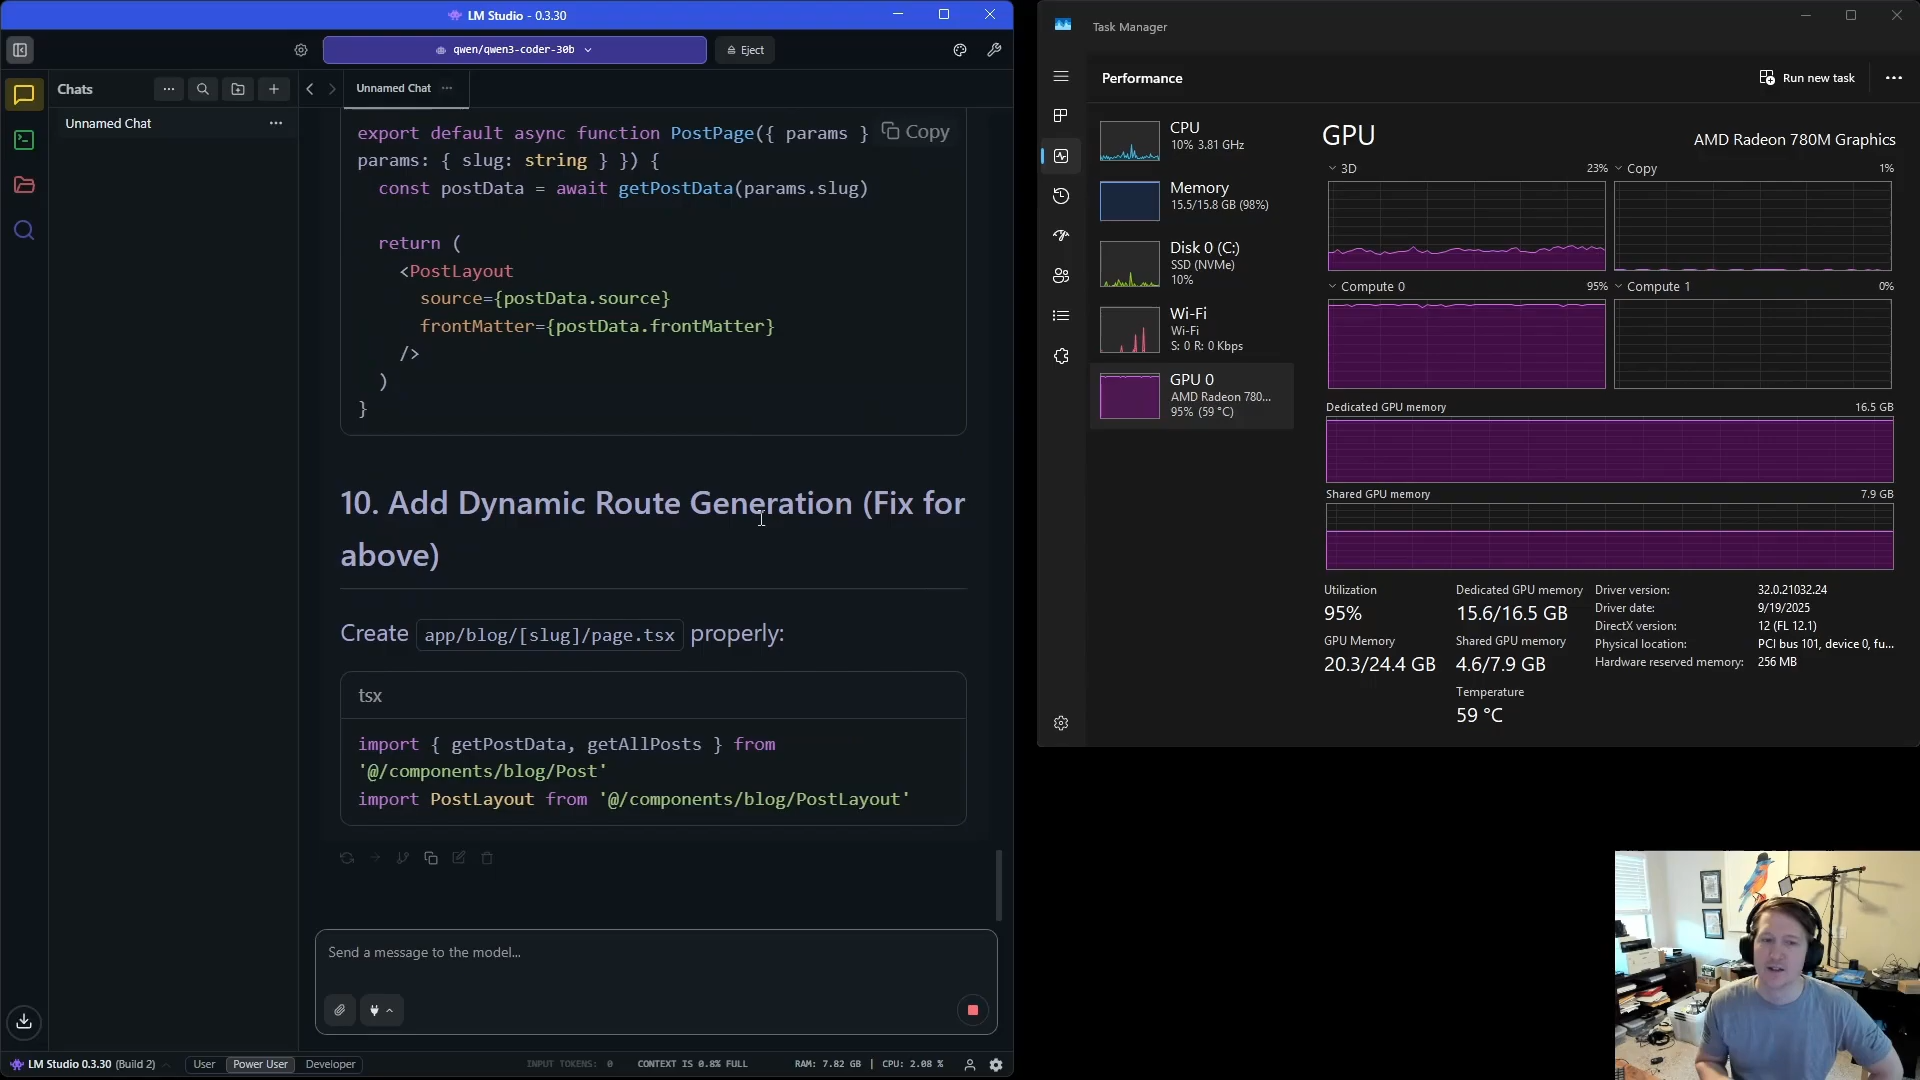 LM Studio - 0.3.30
qwen/qwen3-coder-30b
Eject
Chats
Unnamed Chat
Unnamed Chat
export default async function PostPage({ params }
Copy
params: { slug: string } }) {
const postData = await getPostData(params.slug)
return (
<PostLayout
source={postData.source}
frontMatter={postData.frontMatter}
/>
)
}
10. Add Dynamic Route Generation (Fix for
above)
Create app/blog/[slug]/page.tsx properly:
tsx
import { getPostData, getAllPosts } from
'@/components/blog/Post'
import PostLayout from '@/components/blog/PostLayout'
Send a message to the model...
LM Studio 0.3.30 (Build 2)
User
Power User
Developer
INPUT TOKENS: 0
CONTEXT IS 0.8% FULL
RAM: 7.82 GB | CPU: 2.08 %
Task Manager
Performance
Run new task
CPU
10% 3.81 GHz
Memory
15.5/15.8 GB (98%)
Disk 0 (C:)
SSD (NVMe)
10%
Wi-Fi
Wi-Fi
S: 0 R: 0 Kbps
GPU 0
AMD Radeon 780...
95% (59 °C)
GPU
AMD Radeon 780M Graphics
3D 23%
Copy 1%
Compute 0 95%
Compute 1 0%
Dedicated GPU memory 16.5 GB
Shared GPU memory 7.9 GB
Utilization
95%
Dedicated GPU memory
15.6/16.5 GB
GPU Memory
20.3/24.4 GB
Shared GPU memory
4.6/7.9 GB
Temperature
59 °C
Driver version: 32.0.21032.24
Driver date: 9/19/2025
DirectX version: 12 (FL 12.1)
Physical location: PCI bus 101, device 0, fu...
Hardware reserved memory: 256 MB